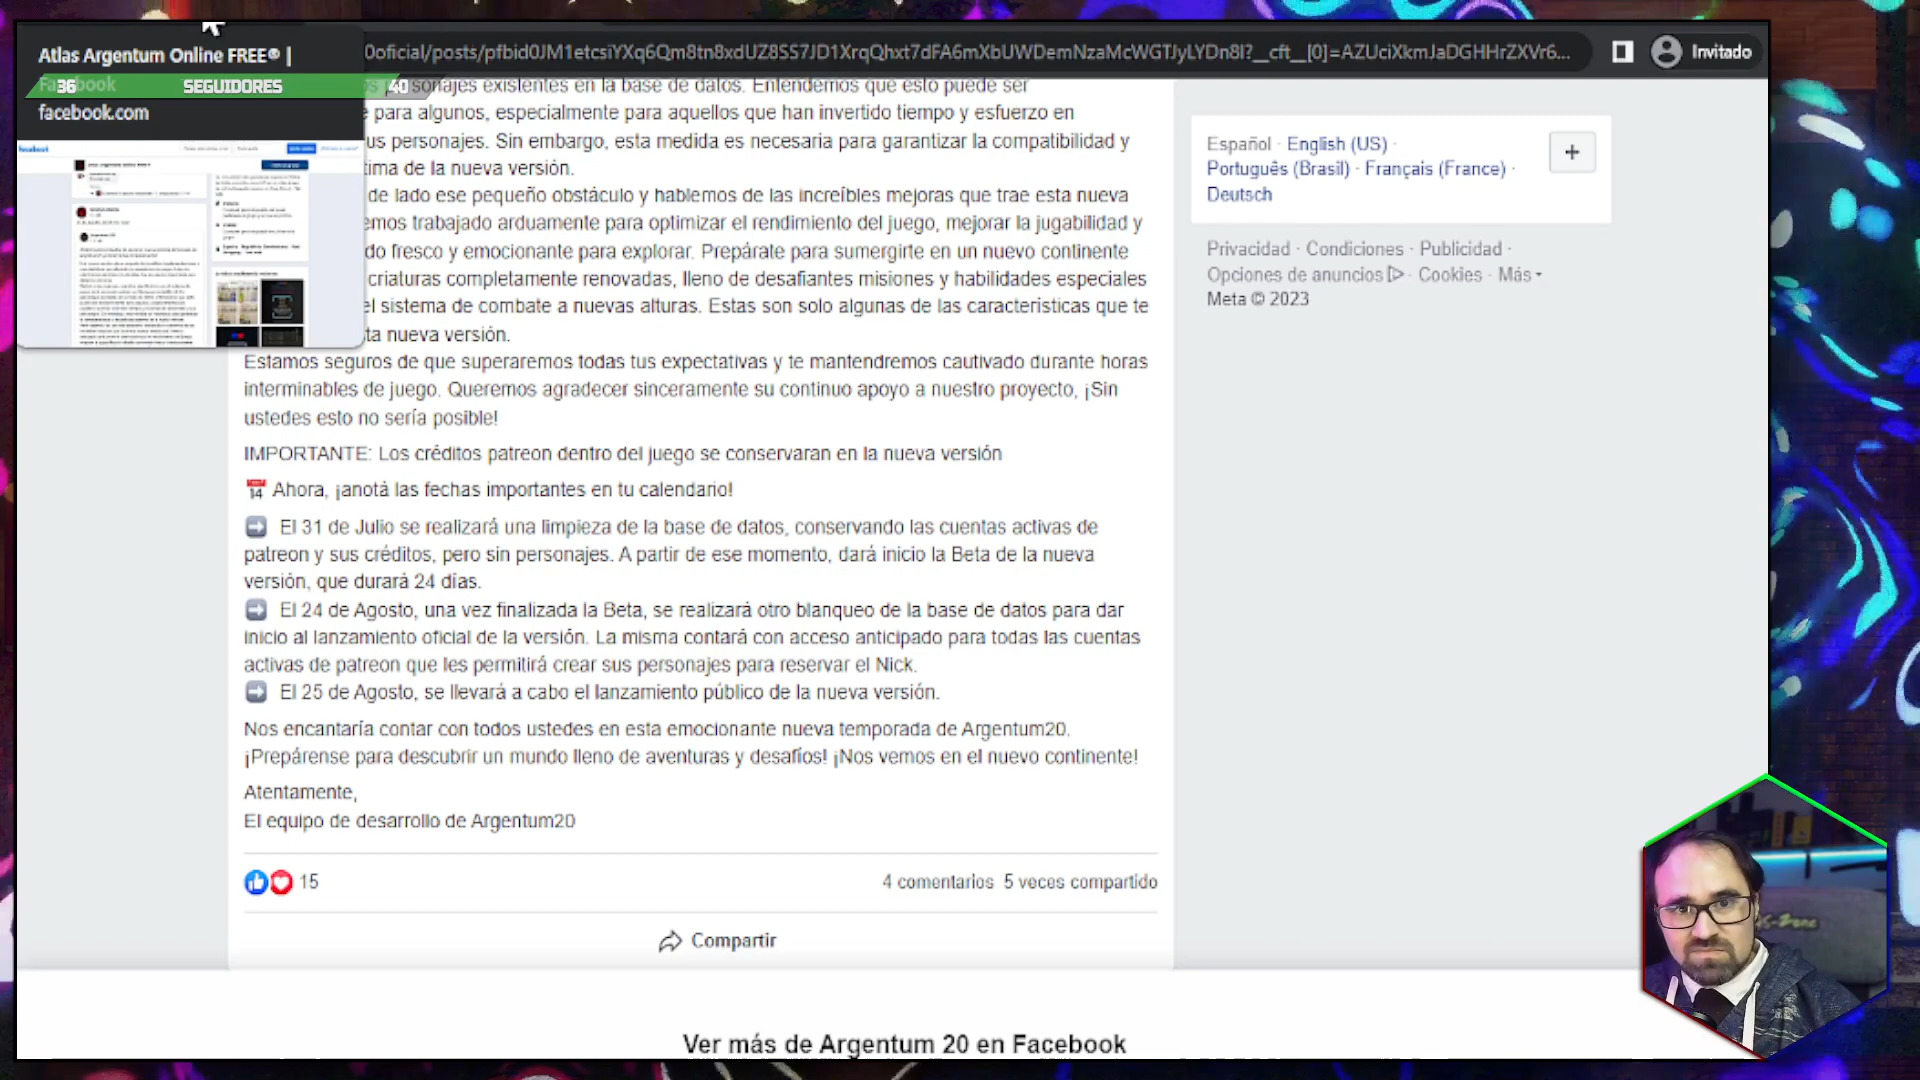 Atlas Argentum Online FREE® |
Facebook
36 SEGUIDORES 40
facebook.com
0oficial/posts/pfbid0JM1etcsiYXq6Qm8tn8xdUZ8SS7JD1XrqQhxt7dFA6mXbUWDemNzaMcWGTJyLYDn8l?__cft__[0]=AZUciXkmJaDGHHrZXVr6...
Invitado
personajes existentes en la base de datos. Entendemos que esto puede ser
para algunos, especialmente para aquellos que han invertido tiempo y esfuerzo en
us personajes. Sin embargo, esta medida es necesaria para garantizar la compatibilidad y
tima de la nueva versión.
de lado ese pequeño obstáculo y hablemos de las increíbles mejoras que trae esta nueva
emos trabajado arduamente para optimizar el rendimiento del juego, mejorar la jugabilidad y
do fresco y emocionante para explorar. Prepárate para sumergirte en un nuevo continente
criaturas completamente renovadas, lleno de desafiantes misiones y habilidades especiales
el sistema de combate a nuevas alturas. Estas son solo algunas de las características que te
ta nueva versión.
Estamos seguros de que superaremos todas tus expectativas y te mantendremos cautivado durante horas
interminables de juego. Queremos agradecer sinceramente su continuo apoyo a nuestro proyecto, ¡Sin
ustedes esto no sería posible!
IMPORTANTE: Los créditos patreon dentro del juego se conservaran en la nueva versión
14 Ahora, ¡anotá las fechas importantes en tu calendario!
El 31 de Julio se realizará una limpieza de la base de datos, conservando las cuentas activas de
patreon y sus créditos, pero sin personajes. A partir de ese momento, dará inicio la Beta de la nueva
versión, que durará 24 días.
El 24 de Agosto, una vez finalizada la Beta, se realizará otro blanqueo de la base de datos para dar
inicio al lanzamiento oficial de la versión. La misma contará con acceso anticipado para todas las cuentas
activas de patreon que les permitirá crear sus personajes para reservar el Nick.
El 25 de Agosto, se llevará a cabo el lanzamiento público de la nueva versión.
Nos encantaría contar con todos ustedes en esta emocionante nueva temporada de Argentum20.
¡Prepárense para descubrir un mundo lleno de aventuras y desafíos! ¡Nos vemos en el nuevo continente!
Atentamente,
El equipo de desarrollo de Argentum20
15
4 comentarios 5 veces compartido
Compartir
Ver más de Argentum 20 en Facebook
Español · English (US) ·
Português (Brasil) · Français (France) ·
Deutsch
+
Privacidad · Condiciones · Publicidad ·
Opciones de anuncios · Cookies · Más
Meta © 2023